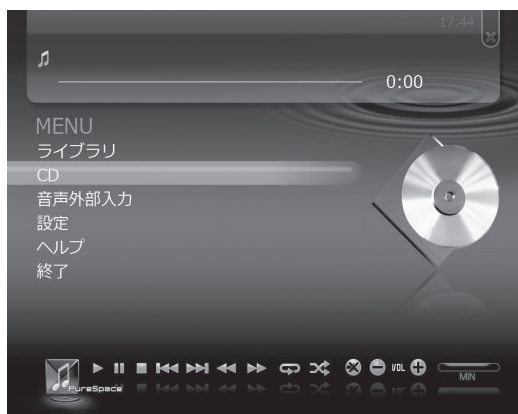 17:44
0:00
MENU
ライブラリ
CD
音声外部入力
設定
ヘルプ
終了
PureSpace
VOL
MIN